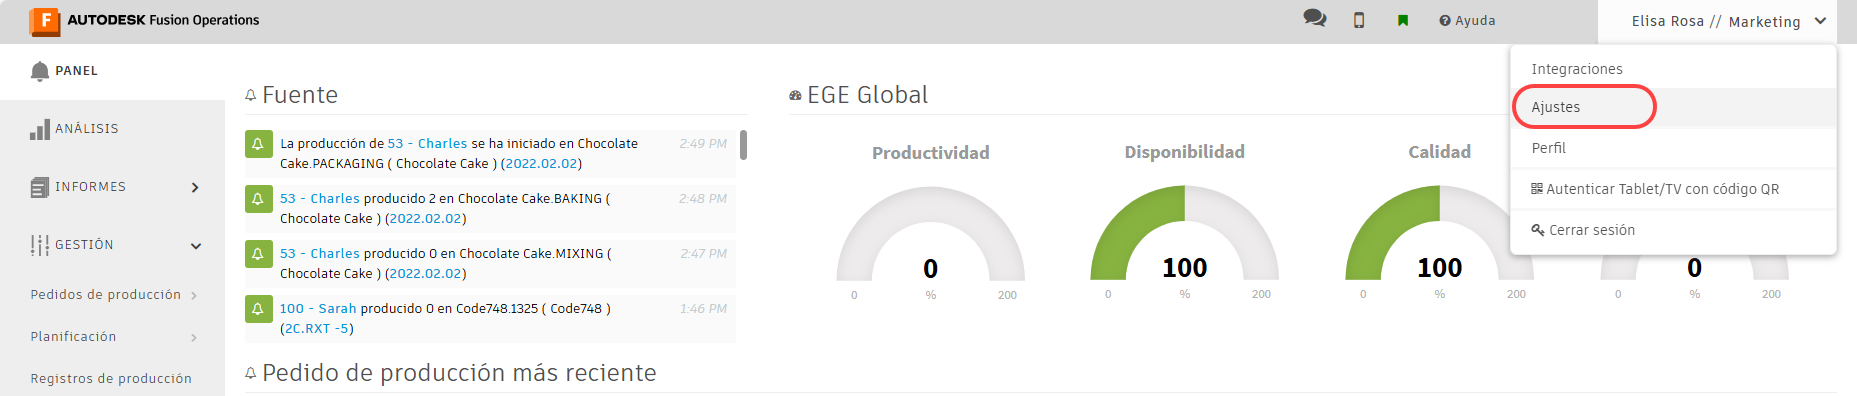 AUTODESK Fusion Operations
Ayuda
Elisa Rosa // Marketing
PANEL
ANÁLISIS
INFORMES
GESTIÓN
Pedidos de producción
Planificación
Registros de producción
Fuente
La producción de 53 - Charles se ha iniciado en Chocolate 2:49 PM
Cake.PACKAGING ( Chocolate Cake ) (2022.02.02)
53 - Charles producido 2 en Chocolate Cake.BAKING ( 2:48 PM
Chocolate Cake ) (2022.02.02)
53 - Charles producido 0 en Chocolate Cake.MIXING ( 2:47 PM
Chocolate Cake ) (2022.02.02)
100 - Sarah producido 0 en Code748.1325 ( Code748 ) 1:46 PM
(2C.RXT -5)
Pedido de producción más reciente
EGE Global
Productividad
0
0 % 200
Disponibilidad
100
0 % 200
Calidad
100
0 % 200
0
0 % 200
Integraciones
Ajustes
Perfil
Autenticar Tablet/TV con código QR
Cerrar sesión